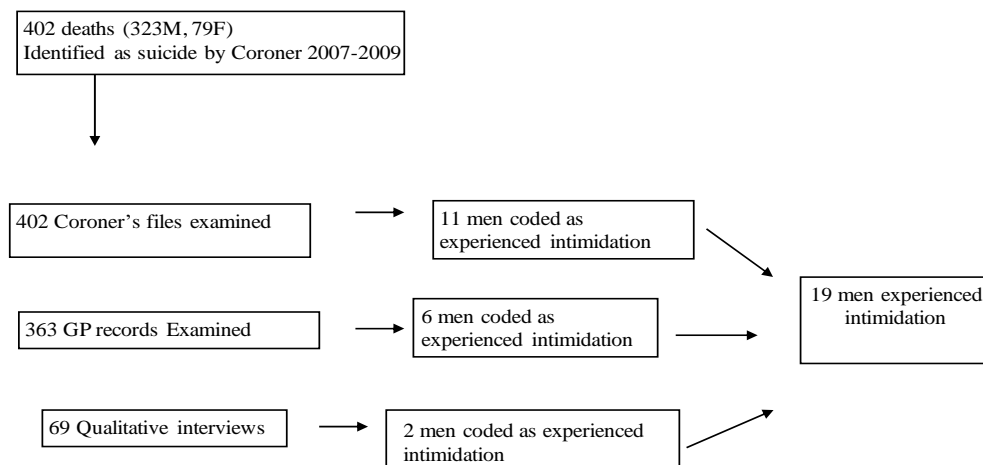 402 deaths (323M, 79F)
Identified as suicide by Coroner 2007-2009
402 Coroner's files examined
11 men coded as
experienced intimidation
19 men experienced
intimidation
363 GP records Examined
6 men coded as
experienced intimidation
69 Qualitative interviews
2 men coded as experienced
intimidation